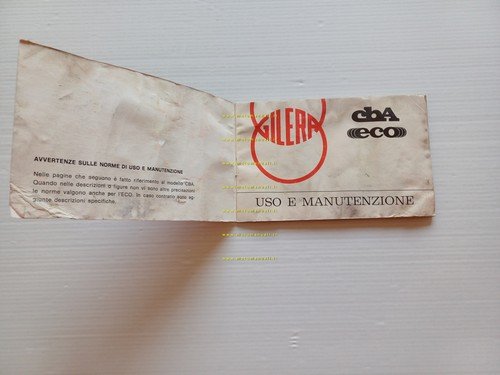 AVVERTENZE SULLE NORME DI USO E MANUTENZIONE
Nelle pagine che seguono è fatto riferimento al modello CBA.
Quando nelle descrizioni o figure non vi sono altre precisazioni
le norme valgono anche per l'ECO. In caso contrario sono ag-
giunte descrizioni specifiche.
GILERA
cbA
eco
USO E MANUTENZIONE